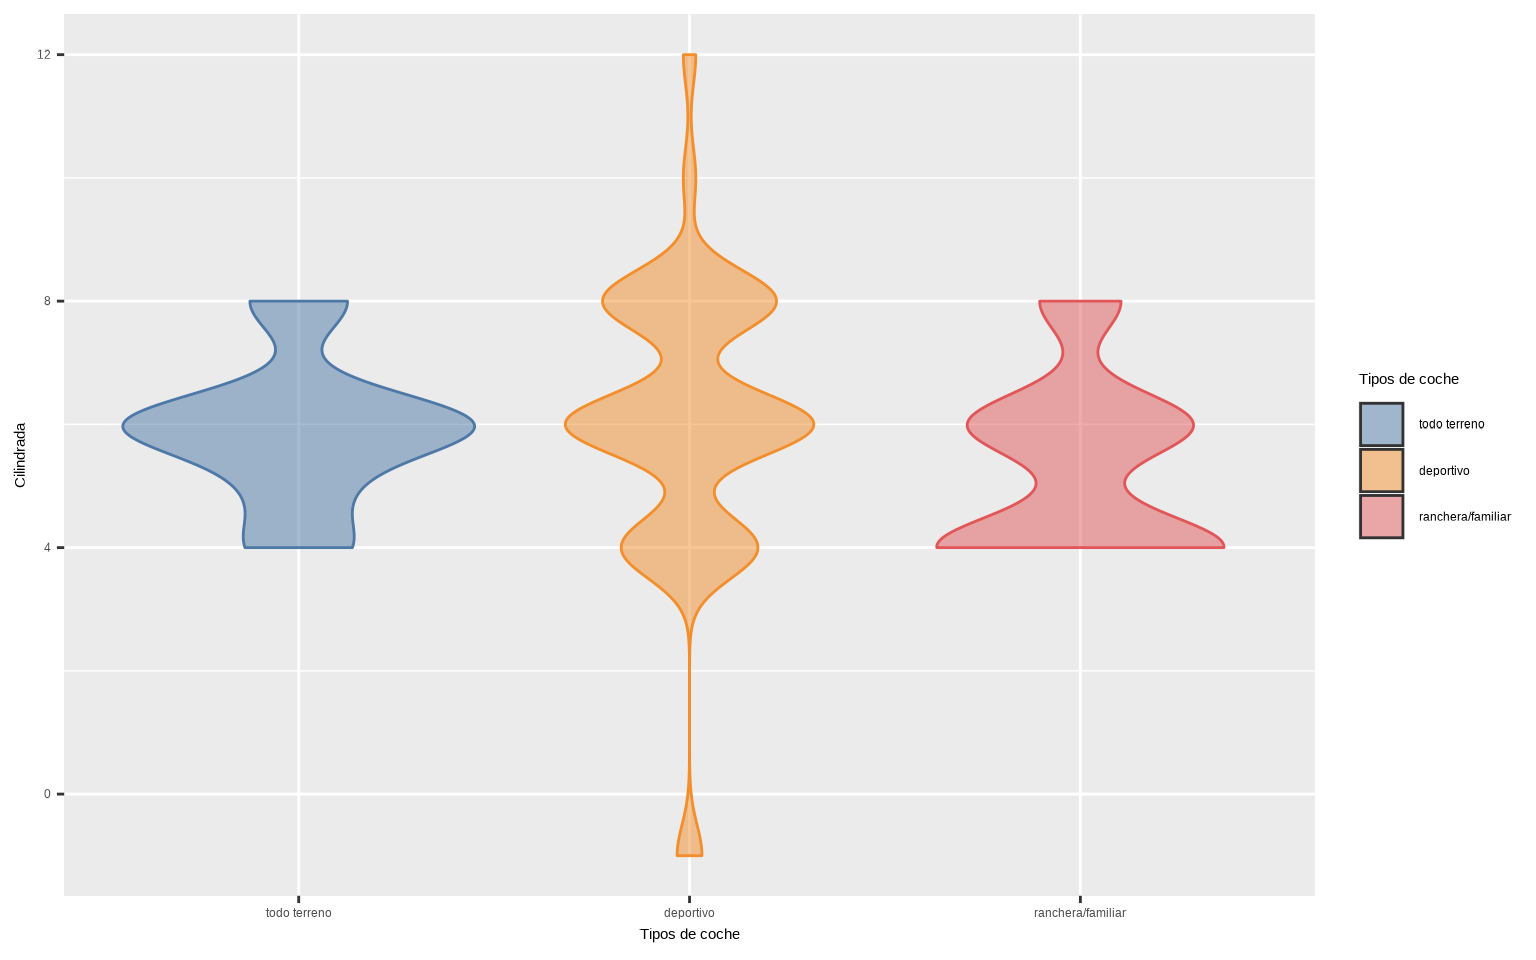 12
8
4
0
Cilindrada
todo terreno
deportivo
ranchera/familiar
Tipos de coche
Tipos de coche
todo terreno
deportivo
ranchera/familiar